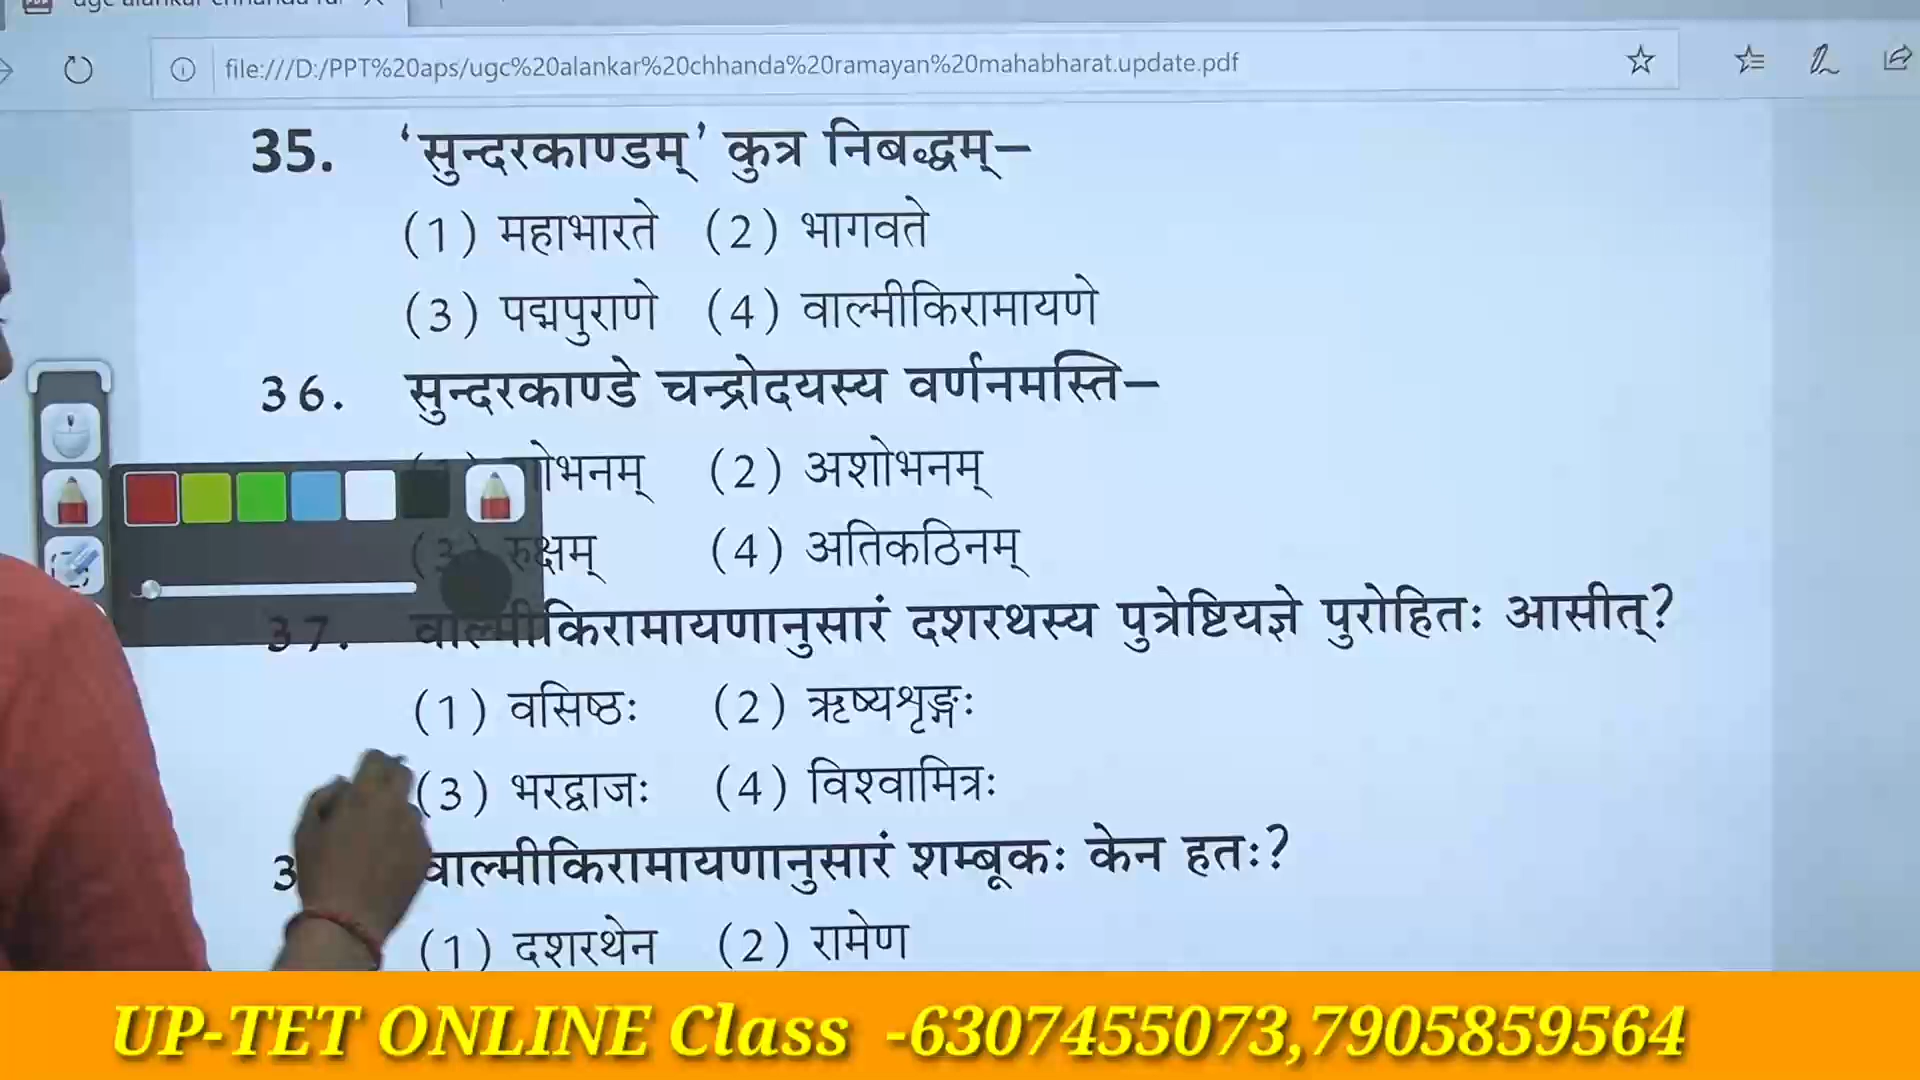 file:///D:/PPT%20aps/ugc%20alankar%20chhanda%20ramayan%20mahabharat.update.pdf
35. ‘सुन्दरकाण्डम्’ कुत्र निबद्धम्–
(1) महाभारते (2) भागवते
(3) पद्मपुराणे (4) वाल्मीकिरामायणे
36. सुन्दरकाण्डे चन्द्रोदयस्य वर्णनमस्ति–
(2) अशोभनम्
(3) रुक्षम् (4) अतिकठिनम्
37. वाल्मीकिरामायणानुसारं दशरथस्य पुत्रेष्टियज्ञे पुरोहितः आसीत्?
(1) वसिष्ठः (2) ऋष्यशृङ्गः
(3) भरद्वाजः (4) विश्वामित्रः
वाल्मीकिरामायणानुसारं शम्बूकः केन हतः?
(1) दशरथेन (2) रामेण
UP-TET ONLINE Class -6307455073,7905859564